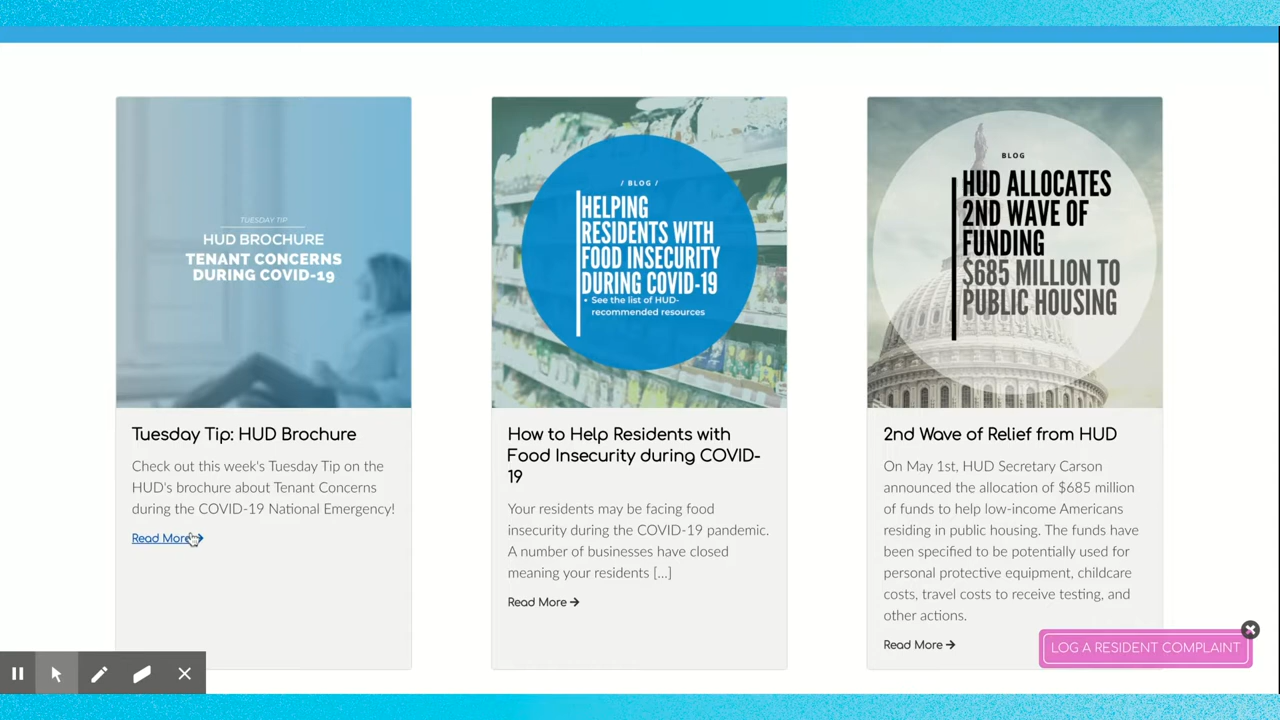 TUESDAY TIP
HUD BROCHURE
TENANT CONCERNS
DURING COVID-19
Tuesday Tip: HUD Brochure
Check out this week's Tuesday Tip on the
HUD's brochure about Tenant Concerns
during the COVID-19 National Emergency!
Read More →
/ BLOG /
HELPING
RESIDENTS WITH
FOOD INSECURITY
DURING COVID-19
• See the list of HUD-
recommended resources
How to Help Residents with
Food Insecurity during COVID-
19
Your residents may be facing food
insecurity during the COVID-19 pandemic.
A number of businesses have closed
meaning your residents [...]
Read More →
BLOG
HUD ALLOCATES
2ND WAVE OF
FUNDING
$685 MILLION TO
PUBLIC HOUSING
2nd Wave of Relief from HUD
On May 1st, HUD Secretary Carson
announced the allocation of $685 million
of funds to help low-income Americans
residing in public housing. The funds have
been specified to be potentially used for
personal protective equipment, childcare
costs, travel costs to receive testing, and
other actions.
Read More →
LOG A RESIDENT COMPLAINT